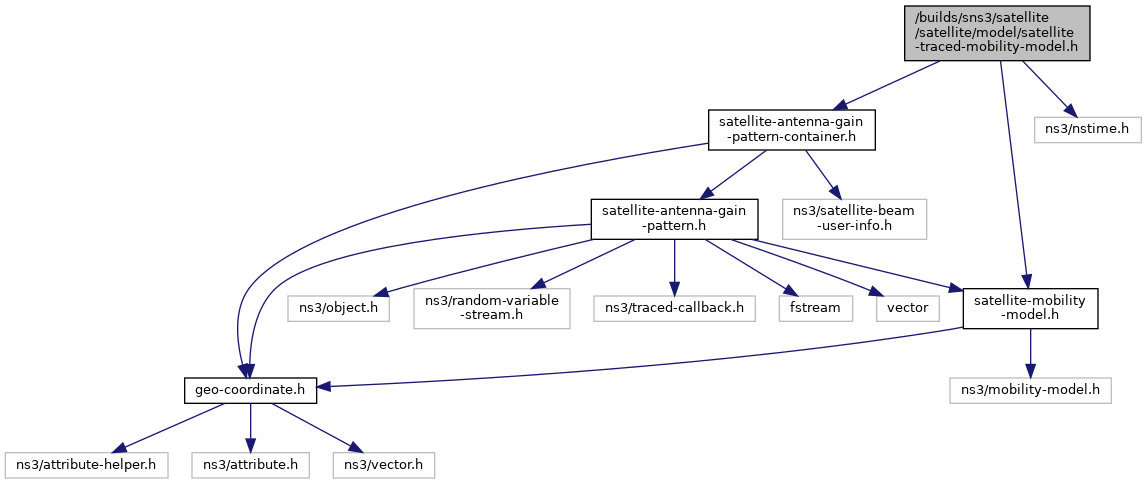 /builds/sns3/satellite
/satellite/model/satellite
-traced-mobility-model.h
satellite-antenna-gain
-pattern-container.h
ns3/nstime.h
satellite-antenna-gain
-pattern.h
ns3/satellite-beam
-user-info.h
ns3/object.h
ns3/random-variable
-stream.h
ns3/traced-callback.h
fstream
vector
satellite-mobility
-model.h
geo-coordinate.h
ns3/mobility-model.h
ns3/attribute-helper.h
ns3/attribute.h
ns3/vector.h